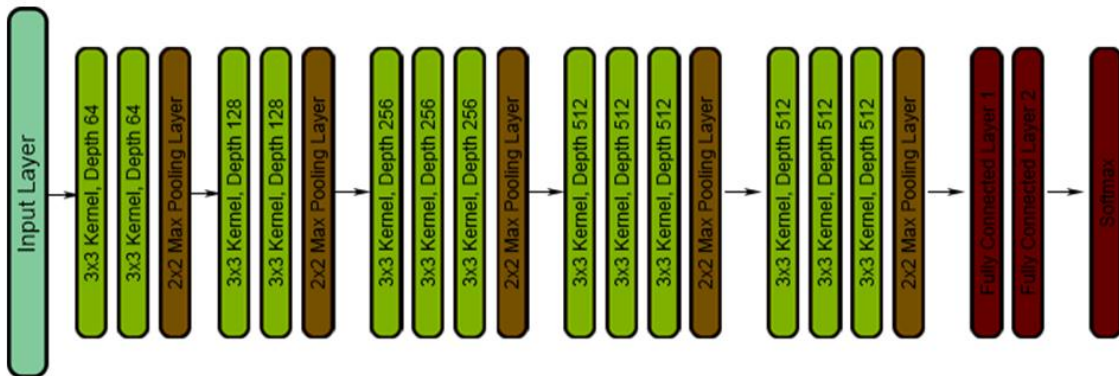 Input Layer
3x3 Kernel, Depth 64
3x3 Kernel, Depth 64
2x2 Max Pooling Layer
3x3 Kernel, Depth 128
3x3 Kernel, Depth 128
2x2 Max Pooling Layer
3x3 Kernel, Depth 256
3x3 Kernel, Depth 256
3x3 Kernel, Depth 256
2x2 Max Pooling Layer
3x3 Kernel, Depth 512
3x3 Kernel, Depth 512
3x3 Kernel, Depth 512
2x2 Max Pooling Layer
3x3 Kernel, Depth 512
3x3 Kernel, Depth 512
3x3 Kernel, Depth 512
2x2 Max Pooling Layer
Fully Connected Layer 1
Fully Connected Layer 2
Softmax